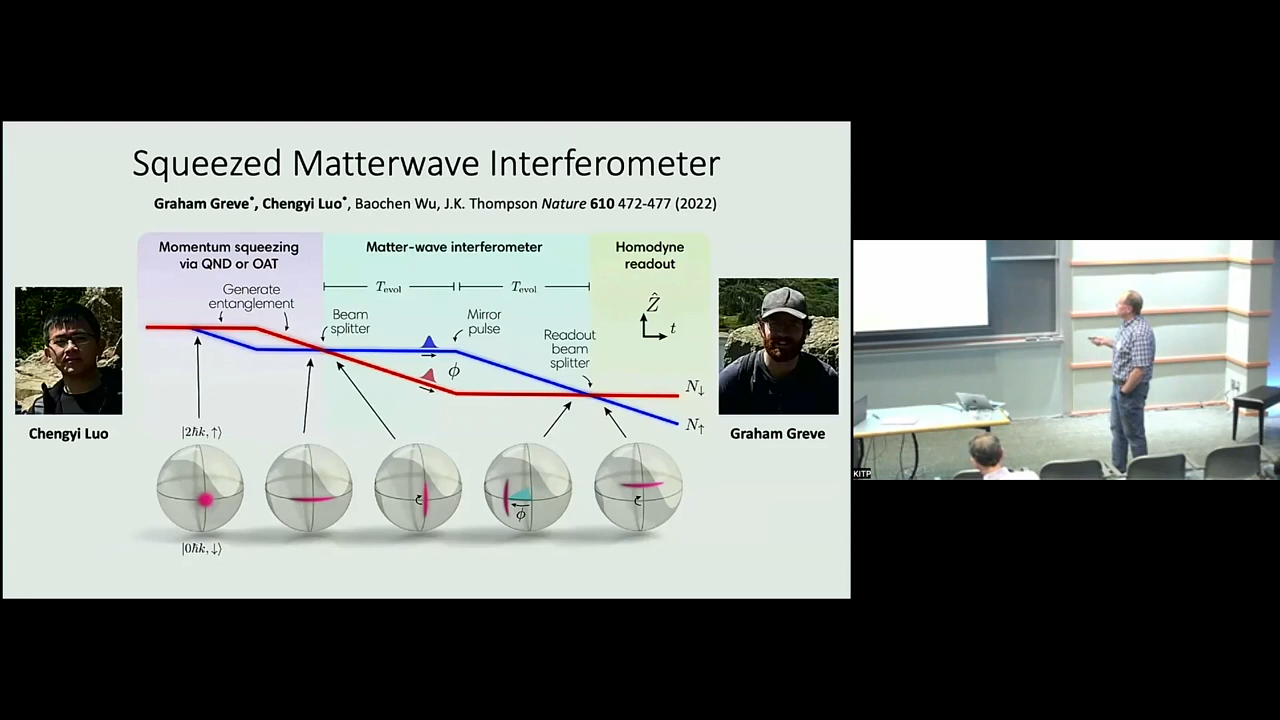 Squeezed Matterwave Interferometer
Graham Greve*, Chengyi Luo*, Baochen Wu, J.K. Thompson Nature 610 472-477 (2022)
Momentum squeezing
via QND or OAT
Matter-wave interferometer
Homodyne
readout
Generate
entanglement
T_evol
T_evol
Beam
splitter
Mirror
pulse
Readout
beam
splitter
Ẑ
t
ϕ
N↓
N↑
Chengyi Luo
Graham Greve
|2ħk,↑⟩
ϕ
|0ħk,↓⟩
KITP